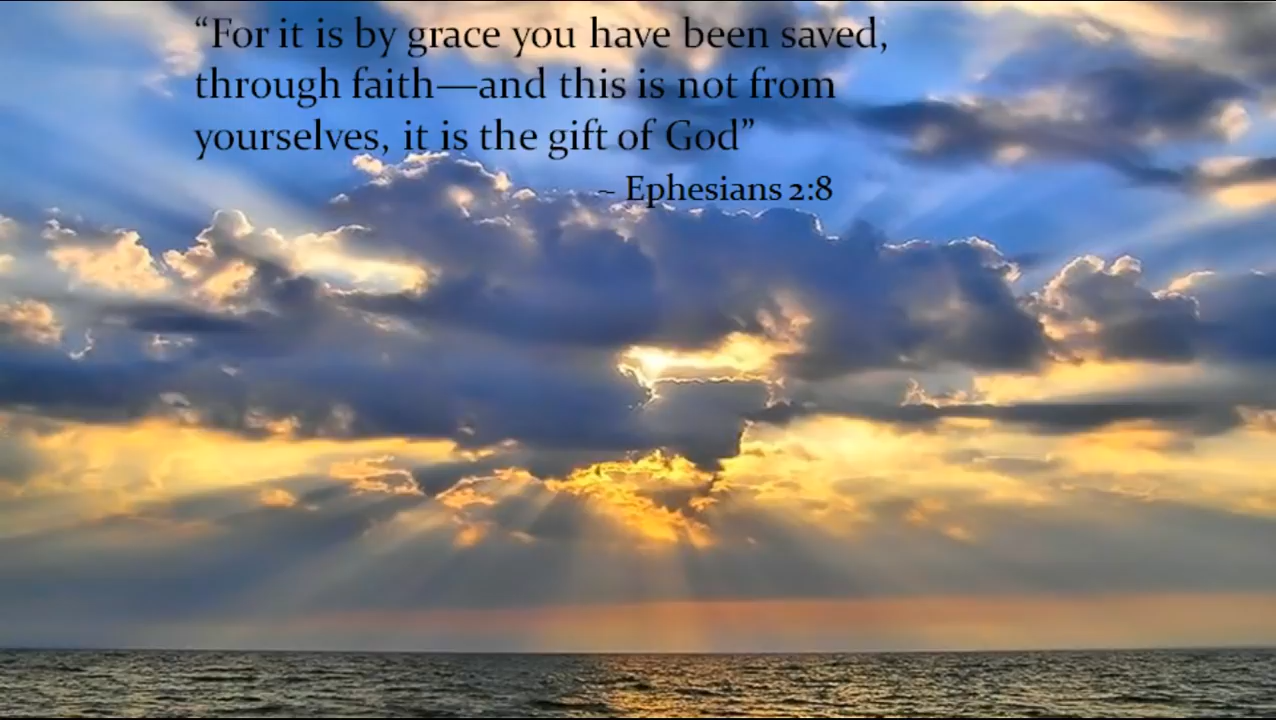 “For it is by grace you have been saved,
through faith—and this is not from
yourselves, it is the gift of God”
~ Ephesians 2:8